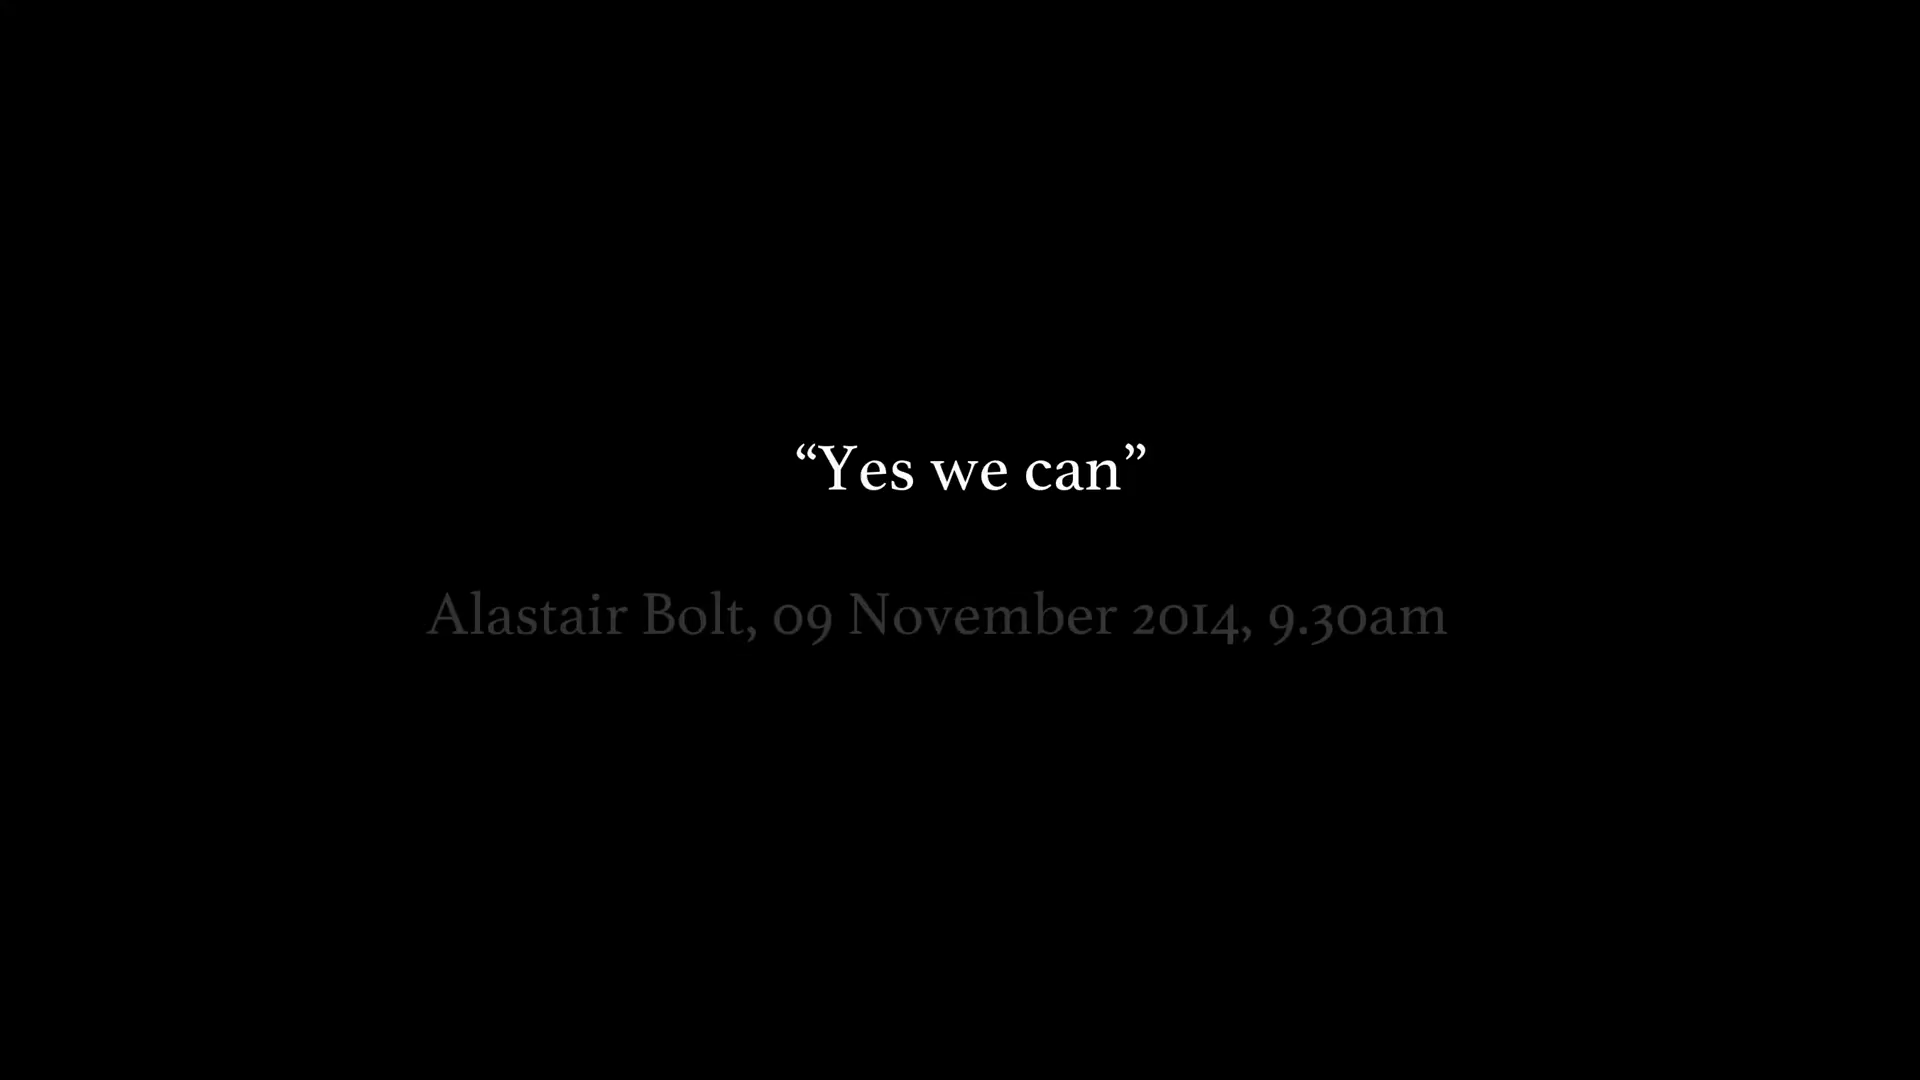 “Yes we can”
Alastair Bolt, 09 November 2014, 9.30am